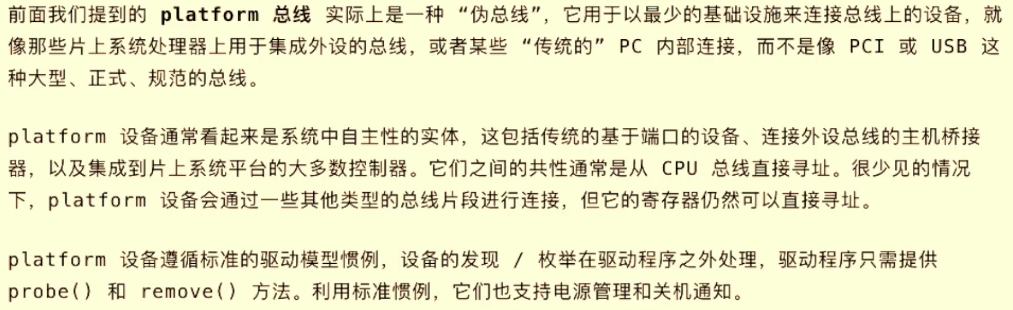 前面我们提到的 platform 总线 实际上是一种 “伪总线”，它用于以最少的基础设施来连接总线上的设备，就
像那些片上系统处理器上用于集成外设的总线，或者某些 “传统的” PC 内部连接，而不是像 PCI 或 USB 这
种大型、正式、规范的总线。
platform 设备通常看起来是系统中自主性的实体，这包括传统的基于端口的设备、连接外设总线的主机桥接
器，以及集成到片上系统平台的大多数控制器。它们之间的共性通常是从 CPU 总线直接寻址。很少见的情况
下，platform 设备会通过一些其他类型的总线片段进行连接，但它的寄存器仍然可以直接寻址。
platform 设备遵循标准的驱动模型惯例，设备的发现 / 枚举在驱动程序之外处理，驱动程序只需提供
probe() 和 remove() 方法。利用标准惯例，它们也支持电源管理和关机通知。